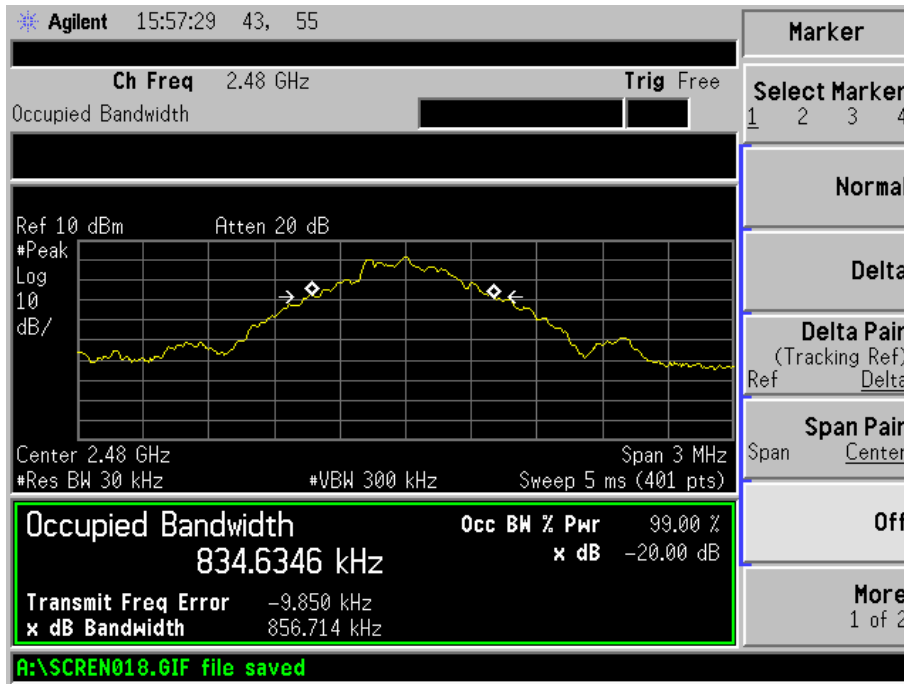 Agilent 15:57:29 43, 55
Ch Freq 2.48 GHz Trig Free
Occupied Bandwidth
Ref 10 dBm Atten 20 dB
#Peak
Log
10
dB/
Center 2.48 GHz Span 3 MHz
#Res BW 30 kHz #VBW 300 kHz Sweep 5 ms (401 pts)
Occupied Bandwidth Occ BW % Pwr 99.00 %
834.6346 kHz x dB -20.00 dB
Transmit Freq Error -9.850 kHz
x dB Bandwidth 856.714 kHz
A:\SCREN018.GIF file saved
Marker
Select Marker
1 2 3 4
Normal
Delta
Delta Pair
(Tracking Ref)
Ref Delta
Span Pair
Span Center
Off
More
1 of 2